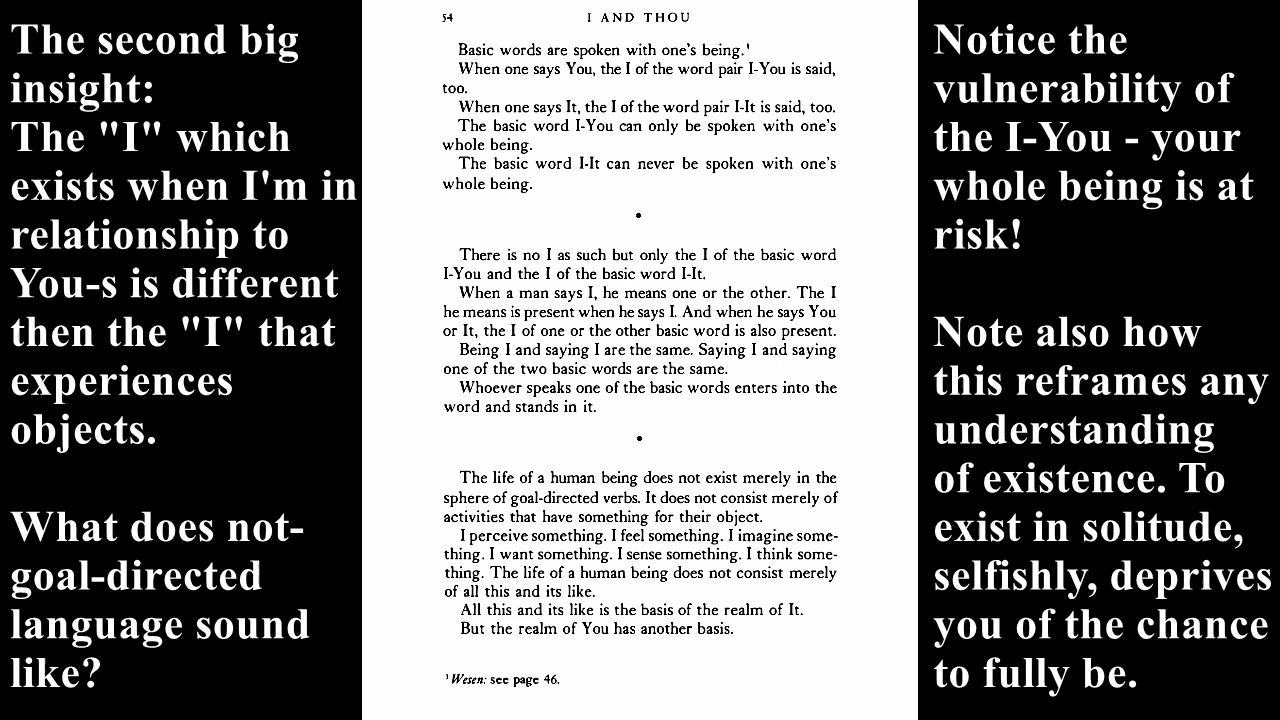 The second big
insight:
The "I" which
exists when I'm in
relationship to
You-s is different
then the "I" that
experiences
objects.
What does not-
goal-directed
language sound
like?
54 I AND THOU
Basic words are spoken with one's being.¹
When one says You, the I of the word pair I-You is said,
too.
When one says It, the I of the word pair I-It is said, too.
The basic word I-You can only be spoken with one's
whole being.
The basic word I-It can never be spoken with one's
whole being.
•
There is no I as such but only the I of the basic word
I-You and the I of the basic word I-It.
When a man says I, he means one or the other. The I
he means is present when he says I. And when he says You
or It, the I of one or the other basic word is also present.
Being I and saying I are the same. Saying I and saying
one of the two basic words are the same.
Whoever speaks one of the basic words enters into the
word and stands in it.
•
The life of a human being does not exist merely in the
sphere of goal-directed verbs. It does not consist merely of
activities that have something for their object.
I perceive something. I feel something. I imagine some-
thing. I want something. I sense something. I think some-
thing. The life of a human being does not consist merely
of all this and its like.
All this and its like is the basis of the realm of It.
But the realm of You has another basis.
¹ Wesen: see page 46.
Notice the
vulnerability of
the I-You - your
whole being is at
risk!
Note also how
this reframes any
understanding
of existence. To
exist in solitude,
selfishly, deprives
you of the chance
to fully be.